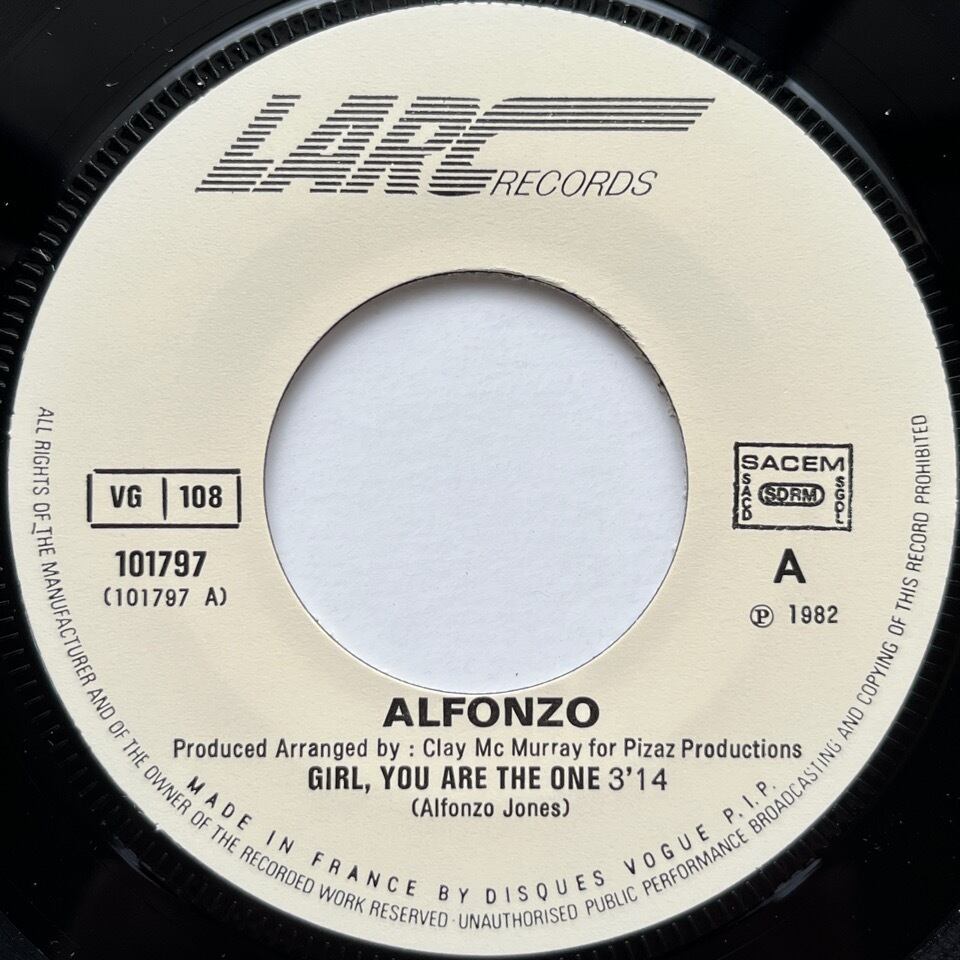 LARC RECORDS
VG | 108
101797
(101797 A)
SACEM
SACD
SDRM
SGDL
A
Ⓟ 1982
ALFONZO
Produced Arranged by : Clay Mc Murray for Pizaz Productions
GIRL, YOU ARE THE ONE 3'14
(Alfonzo Jones)
MADE IN FRANCE BY DISQUES VOGUE P.I.P.
ALL RIGHTS OF THE MANUFACTURER AND OF THE OWNER OF THE RECORDED WORK RESERVED · UNAUTHORISED PUBLIC PERFORMANCE BROADCASTING AND COPYING OF THIS RECORD PROHIBITED